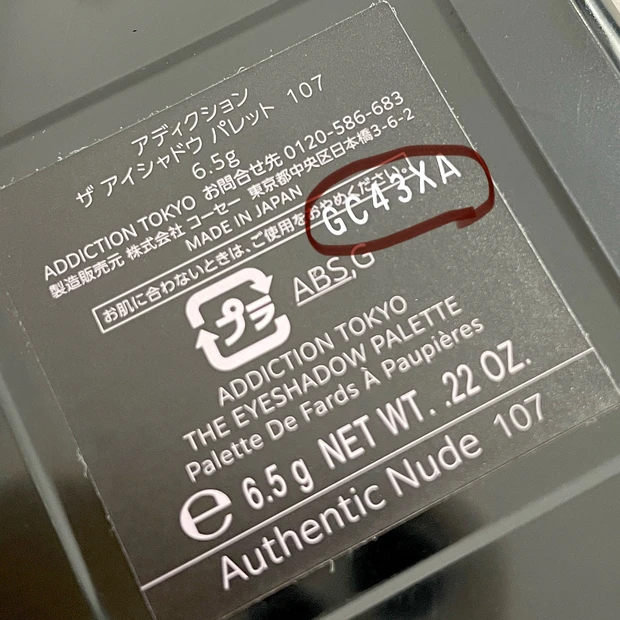 アディクション
ザ アイシャドウ パレット 107
6.5g
ADDICTION TOKYO お問合せ先 0120-586-683
製造販売元 株式会社 コーセー 東京都中央区日本橋3-6-2
MADE IN JAPAN
お肌に合わないときは、ご使用をおやめください。
GC43XA
プラ
ABS,G
ADDICTION TOKYO
THE EYESHADOW PALETTE
Palette De Fards À Paupières
e 6.5g NET WT. .22 OZ.
Authentic Nude 107